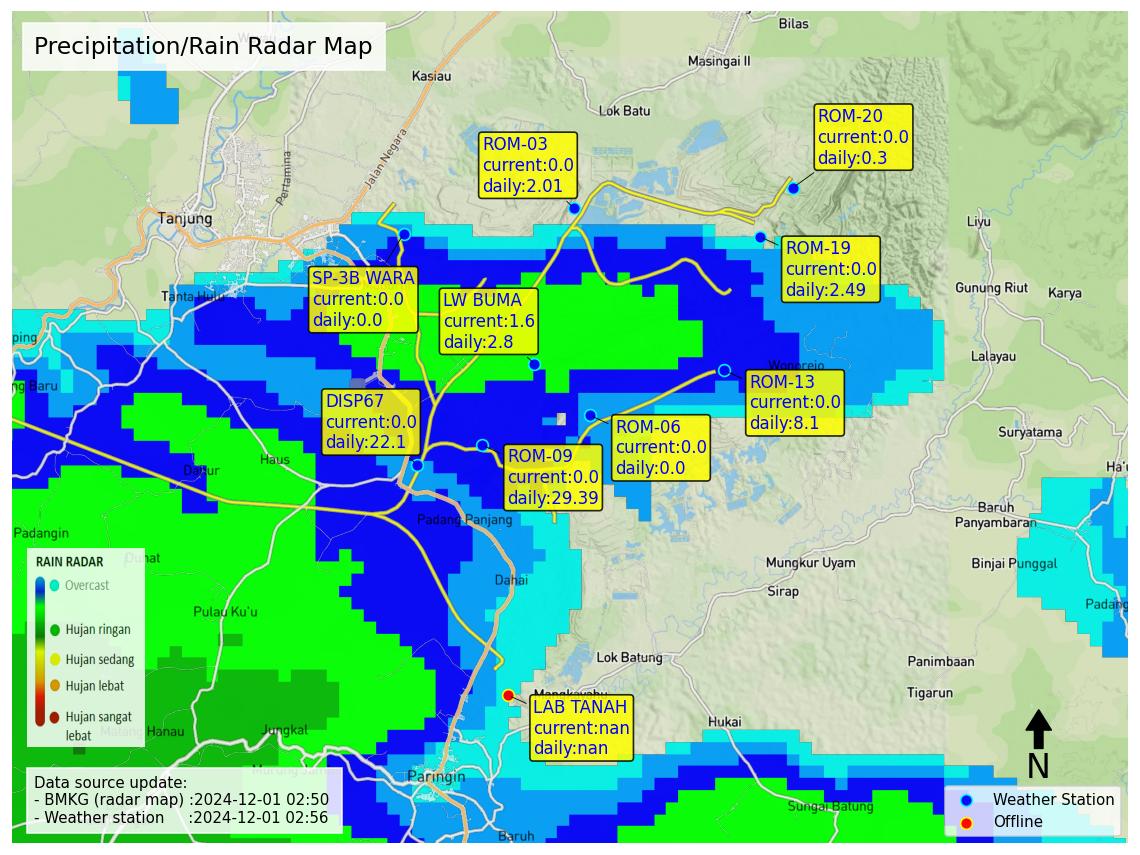 Precipitation/Rain Radar Map
Bilas
Masingai II
Kasiau
Lok Batu
Pertamina
Jalan Negara
ROM-20
current:0.0
daily:0.3
ROM-03
current:0.0
daily:2.01
Tanjung
Liyu
ROM-19
current:0.0
daily:2.49
SP-3B WARA
current:0.0
daily:0.0
LW BUMA
current:1.6
daily:2.8
Tanta Hulu
Gunung Riut
Karya
ping
Lalayau
Wonorejo
ng Baru
ROM-13
current:0.0
daily:8.1
DISP67
current:0.0
daily:22.1
ROM-06
current:0.0
daily:0.0
Suryatama
ROM-09
current:0.0
daily:29.39
Haus
Dahur
Ha'u
Baruh
Panyambaran
Padang Panjang
Padangin
Duhat
Mungkur Uyam
Binjai Punggal
Dahai
Sirap
Padang
Pulau Ku`u
RAIN RADAR
Overcast
Hujan ringan
Hujan sedang
Hujan lebat
Hujan sangat
lebat
Lok Batung
Panimbaan
Tigarun
LAB TANAH
current:nan
daily:nan
Hukai
Hanau
Jungkal
Paringin
N
Data source update:
- BMKG (radar map) :2024-12-01 02:50
- Weather station :2024-12-01 02:56
Weather Station
Offline
Sungai Batung
Baruh